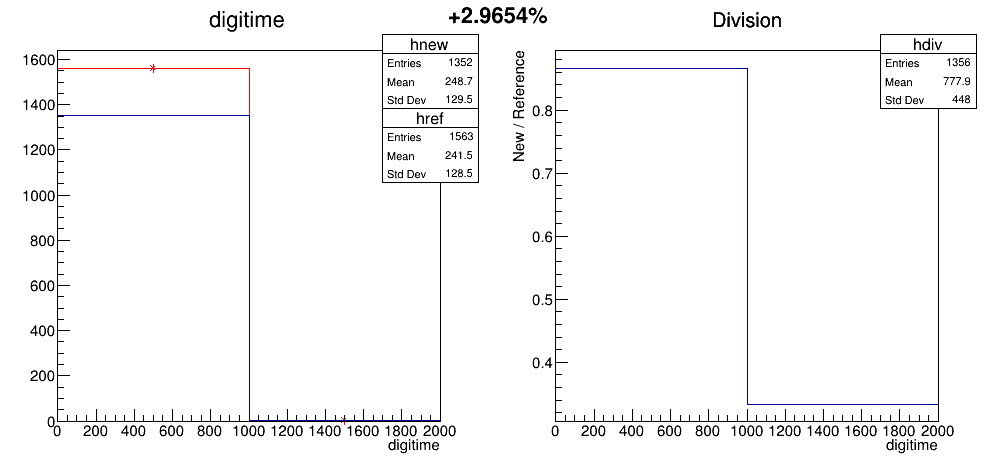 +2.9654%
digitime
hnew
Entries 1352
Mean 248.7
Std Dev 129.5
href
Entries 1563
Mean 241.5
Std Dev 128.5
1600
1400
1200
1000
800
600
400
200
0
0 200 400 600 800 1000 1200 1400 1600 1800 2000
digitime
Division
hdiv
Entries 1356
Mean 777.9
Std Dev 448
New / Reference
0.8
0.7
0.6
0.5
0.4
0 200 400 600 800 1000 1200 1400 1600 1800 2000
digitime